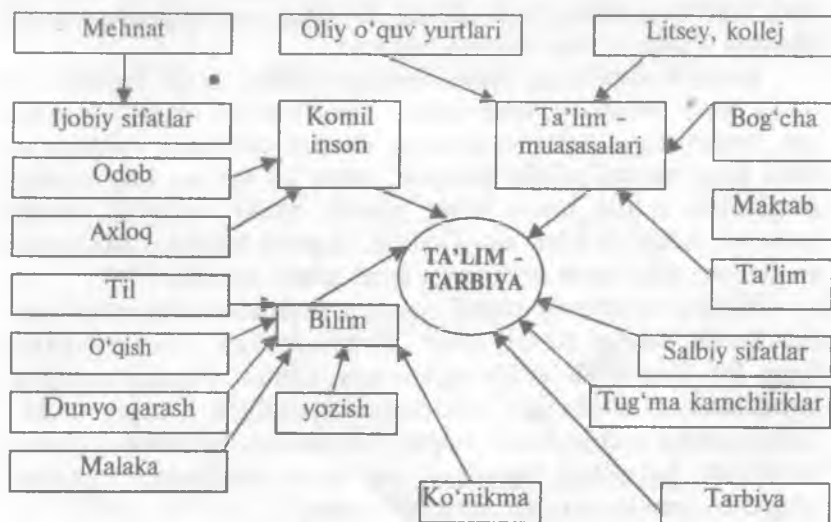 Mehnat
Oliy o‘quv yurtlari
Litsey, kollej
Ijobiy sifatlar
Komil
inson
Ta’lim -
muasasalari
Bog‘cha
Odob
Axloq
Maktab
TA’LIM -
TARBIYA
Ta’lim
Til
Bilim
O‘qish
Salbiy sifatlar
Dunyo qarash
yozish
Tug‘ma kamchiliklar
Malaka
Ko‘nikma
Tarbiya